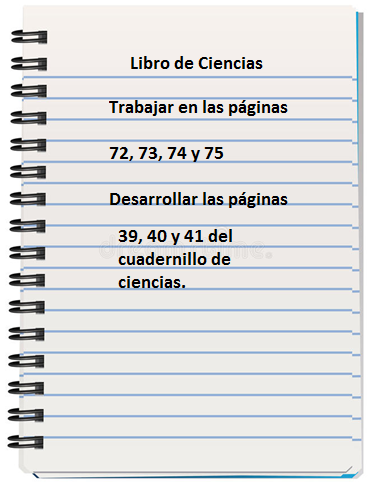 Libro de Ciencias
Trabajar en las páginas
72, 73, 74 y 75
Desarrollar las páginas
39, 40 y 41 del
cuadernillo de
ciencias.